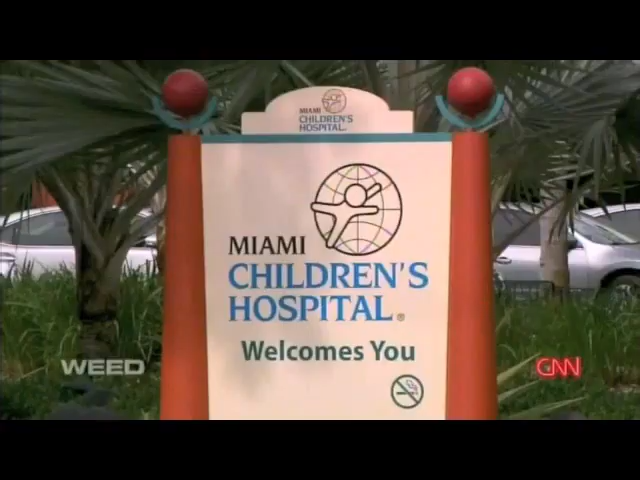 MIAMI
CHILDREN'S
HOSPITAL.
MIAMI
CHILDREN'S
HOSPITAL®
Welcomes You
WEED
CNN